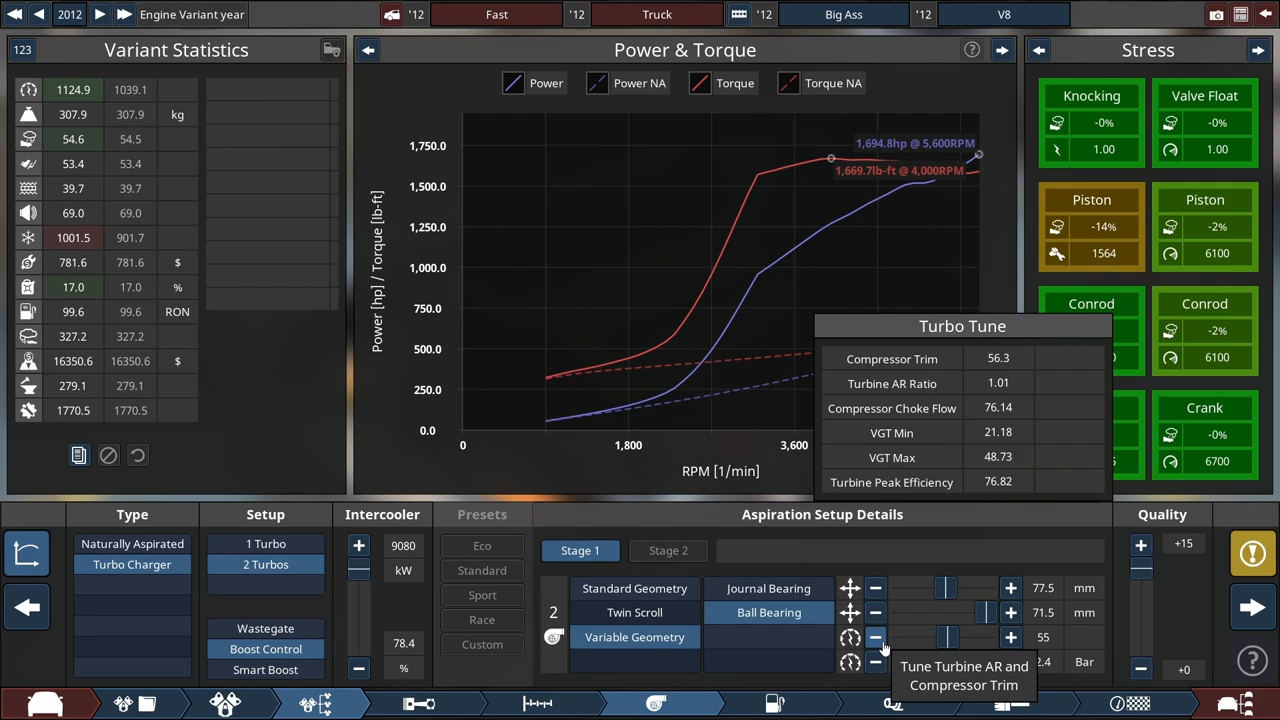 2012 Engine Variant year '12 Fast '12 Truck '12 Big Ass '12 V8
123 Variant Statistics
1124.9 1039.1
307.9 307.9 kg
54.6 54.5
53.4 53.4
39.7 39.7
69.0 69.0
1001.5 901.7
781.6 781.6 $
17.0 17.0 %
99.6 99.6 RON
327.2 327.2
16350.6 16350.6 $
279.1 279.1
1770.5 1770.5
Power & Torque ?
Power Power NA Torque Torque NA
Power [hp] / Torque [lb-ft]
1,750.0
1,500.0
1,250.0
1,000.0
750.0
500.0
250.0
0.0
1,694.8hp @ 5,600RPM
1,669.7lb-ft @ 4,000RPM
0 1,800 3,600
RPM [1/min]
Stress
Knocking
-0%
1.00
Valve Float
-0%
1.00
Piston
-14%
1564
Piston
-2%
6100
Conrod
Conrod
-2%
6100
Crank
-0%
6700
Turbo Tune
Compressor Trim 56.3
Turbine AR Ratio 1.01
Compressor Choke Flow 76.14
VGT Min 21.18
VGT Max 48.73
Turbine Peak Efficiency 76.82
Type
Naturally Aspirated
Turbo Charger
Setup
1 Turbo
2 Turbos
Wastegate
Boost Control
Smart Boost
Intercooler
+ 9080
kW
78.4
− %
Presets
Eco
Standard
Sport
Race
Custom
Aspiration Setup Details
Stage 1 Stage 2
2
Standard Geometry Journal Bearing − + 77.5 mm
Twin Scroll Ball Bearing − + 71.5 mm
Variable Geometry − + 55
− Bar
Tune Turbine AR and
Compressor Trim
Quality
+ +15
− +0
!
?